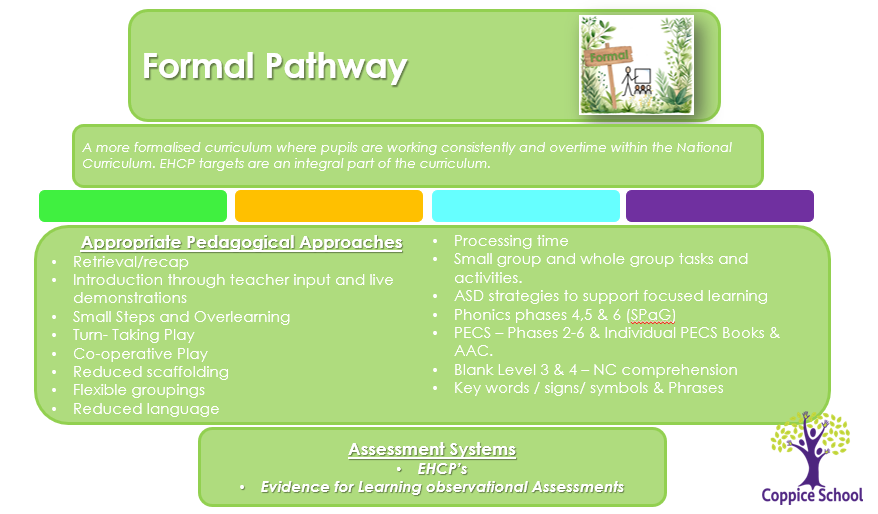 Formal Pathway
Formal
A more formalised curriculum where pupils are working consistently and overtime within the National
Curriculum. EHCP targets are an integral part of the curriculum.
Appropriate Pedagogical Approaches
• Retrieval/recap
• Introduction through teacher input and live
demonstrations
• Small Steps and Overlearning
• Turn- Taking Play
• Co-operative Play
• Reduced scaffolding
• Flexible groupings
• Reduced language
• Processing time
• Small group and whole group tasks and
activities.
• ASD strategies to support focused learning
• Phonics phases 4,5 & 6 (SPaG)
• PECS – Phases 2-6 & Individual PECS Books &
AAC.
• Blank Level 3 & 4 – NC comprehension
• Key words / signs/ symbols & Phrases
Assessment Systems
• EHCP's
• Evidence for Learning observational Assessments
Coppice School